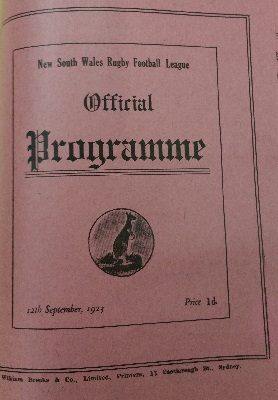 New South Wales Rugby Football League
Official
Programme
12th September, 1925
Price 1d.
William Brooks & Co., Limited, Printers, 17 Castlereagh St., Sydney.